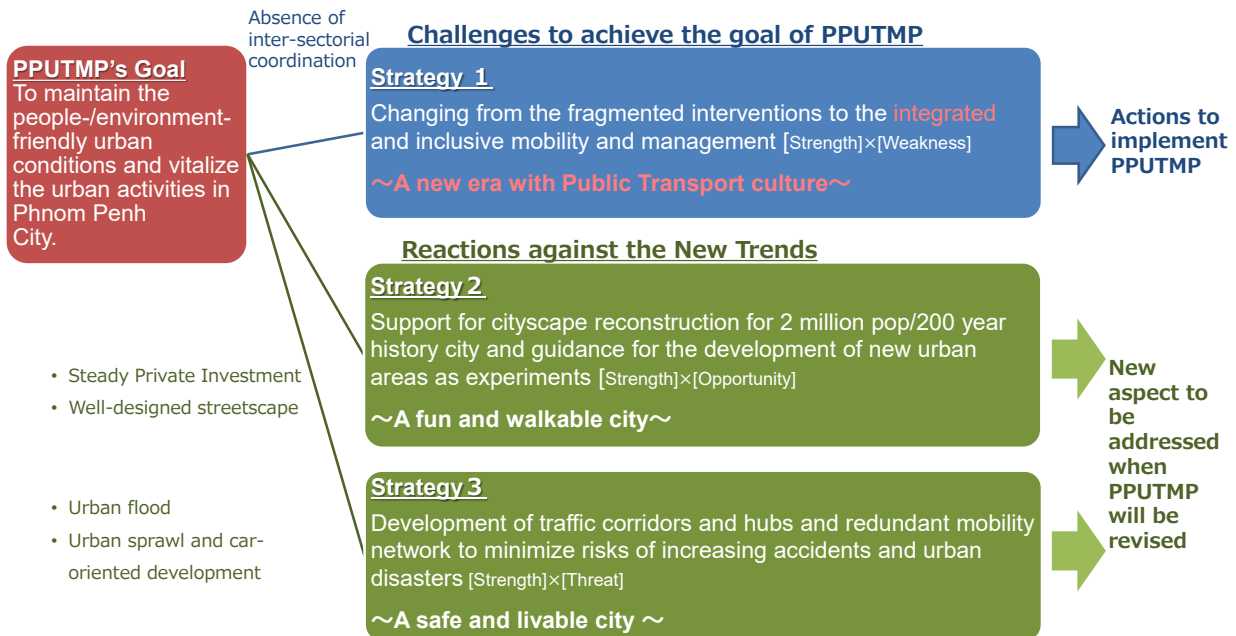 PPUTMP's Goal
To maintain the
people-/environment-
friendly urban
conditions and vitalize
the urban activities in
Phnom Penh
City.
Absence of
inter-sectorial
coordination
Challenges to achieve the goal of PPUTMP
Strategy 1
Changing from the fragmented interventions to the integrated
and inclusive mobility and management [Strength]×[Weakness]
～A new era with Public Transport culture～
Actions to
implement
PPUTMP
Reactions against the New Trends
• Steady Private Investment
• Well-designed streetscape
Strategy 2
Support for cityscape reconstruction for 2 million pop/200 year
history city and guidance for the development of new urban
areas as experiments [Strength]×[Opportunity]
～A fun and walkable city～
• Urban flood
• Urban sprawl and car-
oriented development
Strategy 3
Development of traffic corridors and hubs and redundant mobility
network to minimize risks of increasing accidents and urban
disasters [Strength]×[Threat]
～A safe and livable city ～
New
aspect to
be
addressed
when
PPUTMP
will be
revised